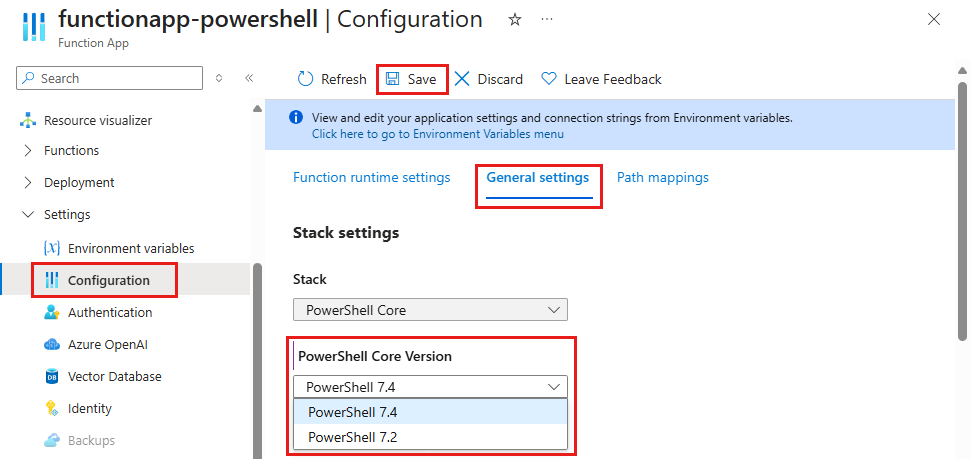 functionapp-powershell | Configuration ☆ ···
Function App
Search
Resource visualizer
Functions
Deployment
Settings
Environment variables
Configuration
Authentication
Azure OpenAI
DB Vector Database
Identity
Backups
Refresh Save Discard Leave Feedback
View and edit your application settings and connection strings from Environment variables.
Click here to go to Environment Variables menu
Function runtime settings General settings Path mappings
Stack settings
Stack
PowerShell Core
PowerShell Core Version
PowerShell 7.4
PowerShell 7.4
PowerShell 7.2